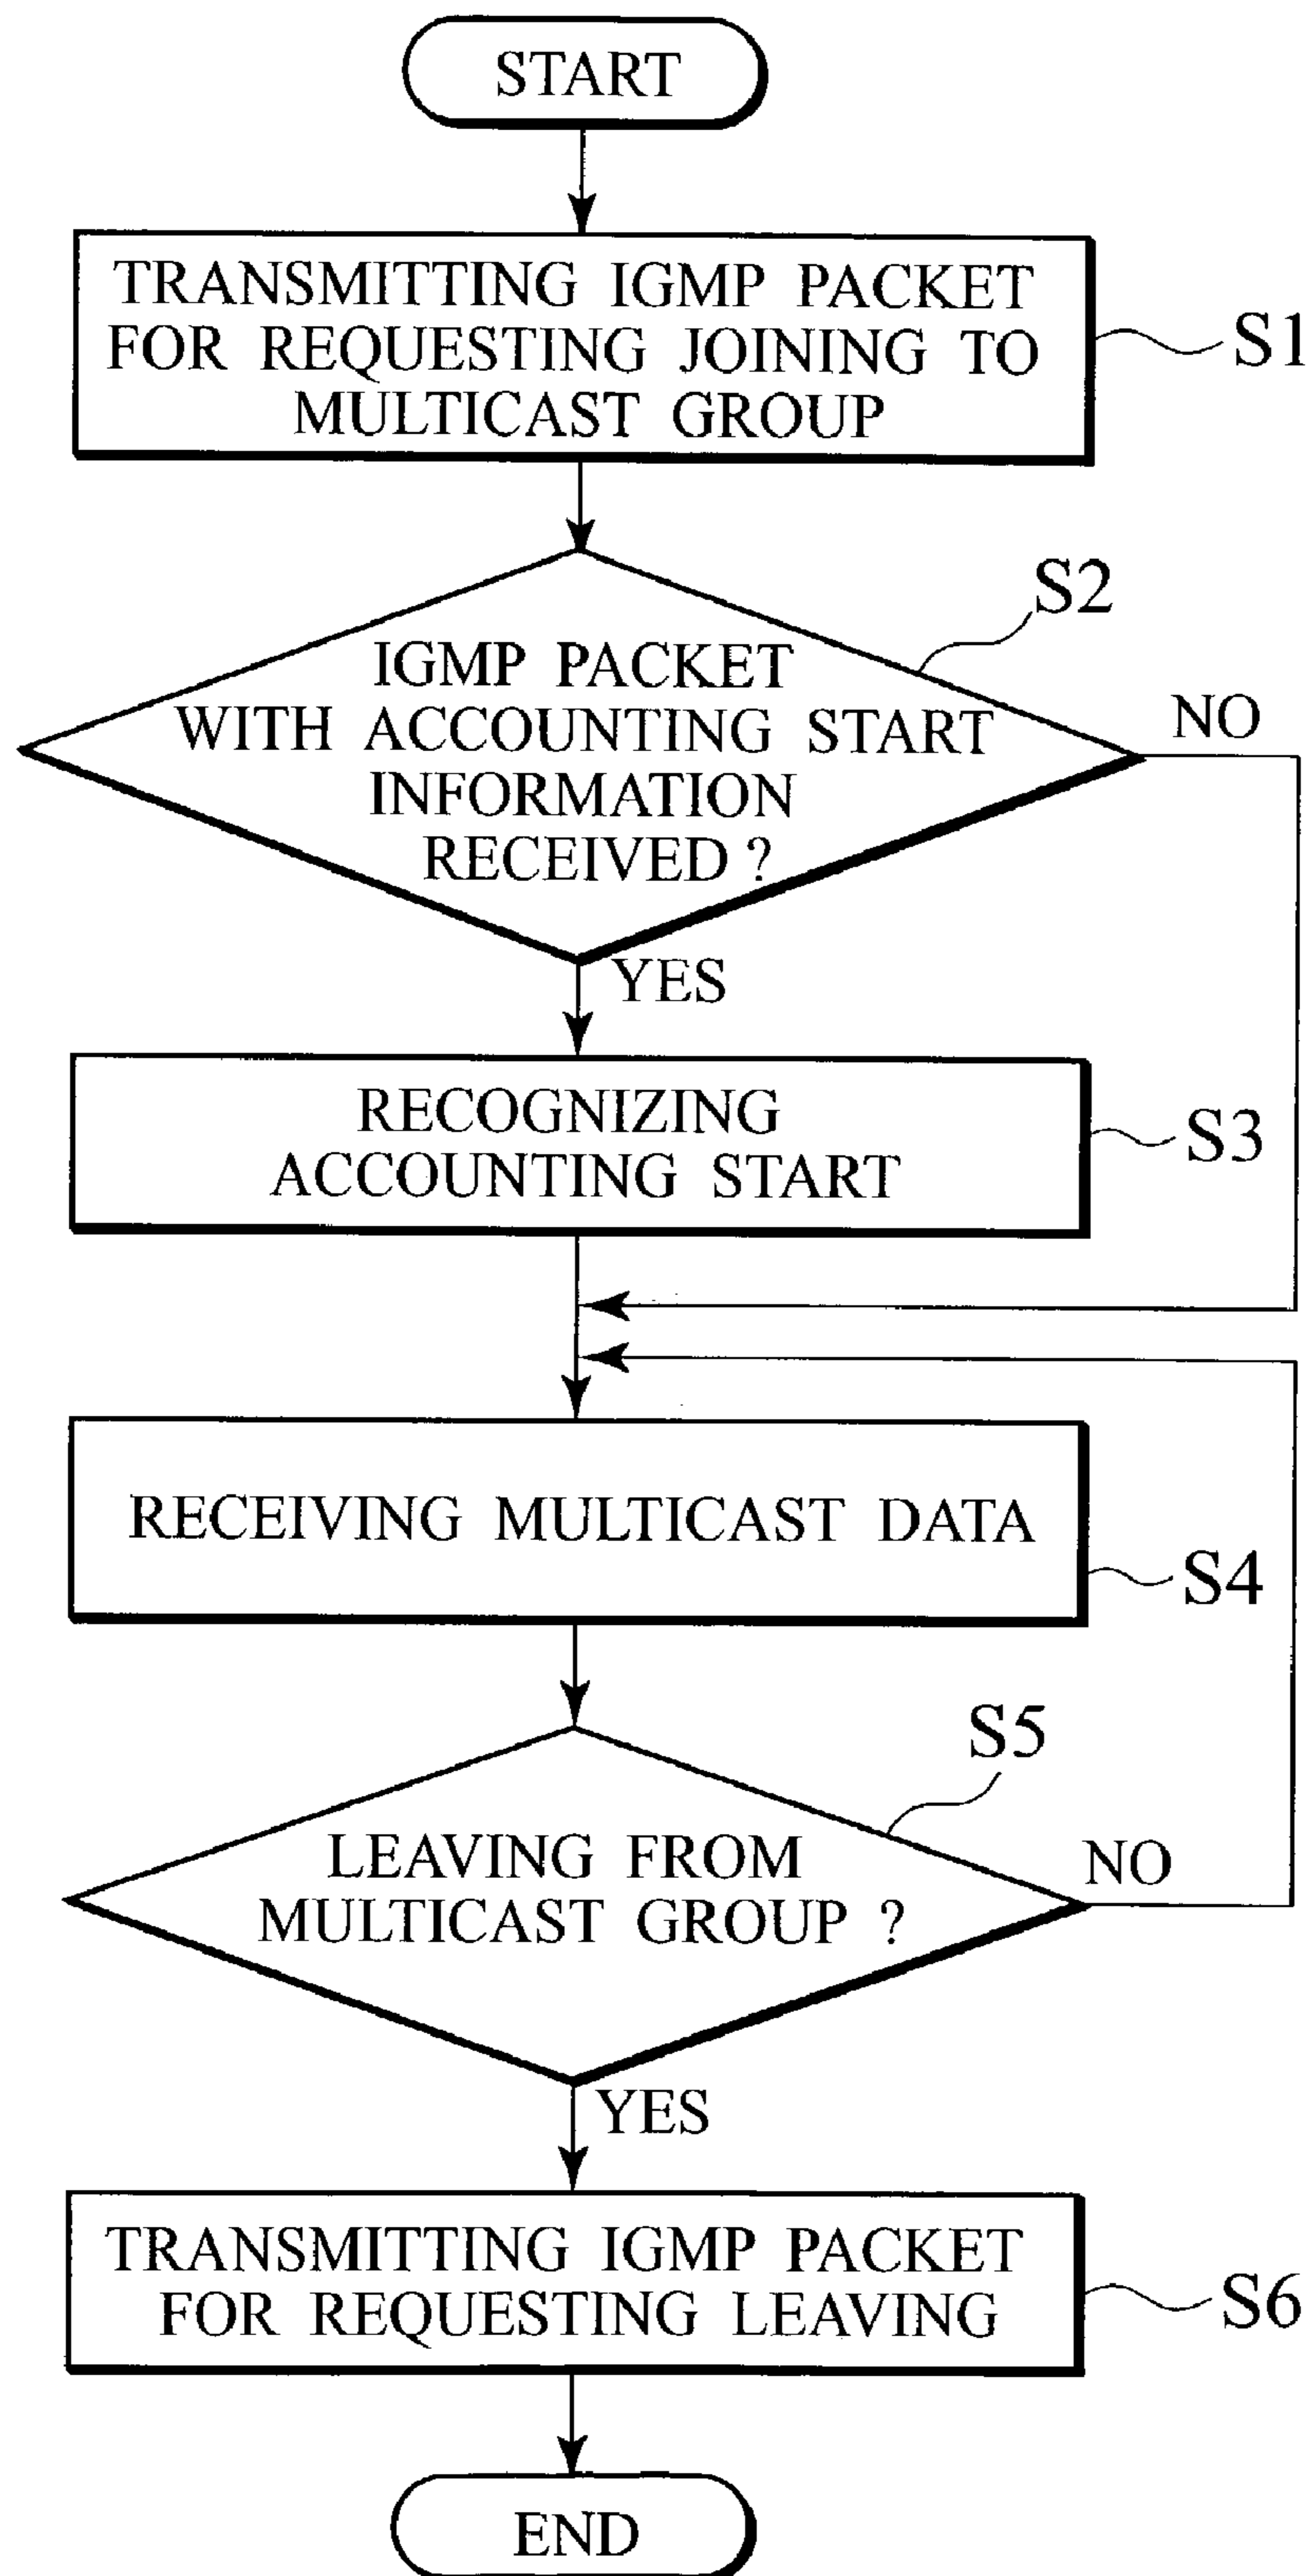 START
TRANSMITTING IGMP PACKET
FOR REQUESTING JOINING TO
MULTICAST GROUP
S1
S2
IGMP PACKET
WITH ACCOUNTING START
INFORMATION
RECEIVED ?
NO
YES
RECOGNIZING
ACCOUNTING START
S3
RECEIVING MULTICAST DATA
S4
S5
LEAVING FROM
MULTICAST GROUP ?
NO
YES
TRANSMITTING IGMP PACKET
FOR REQUESTING LEAVING
S6
END